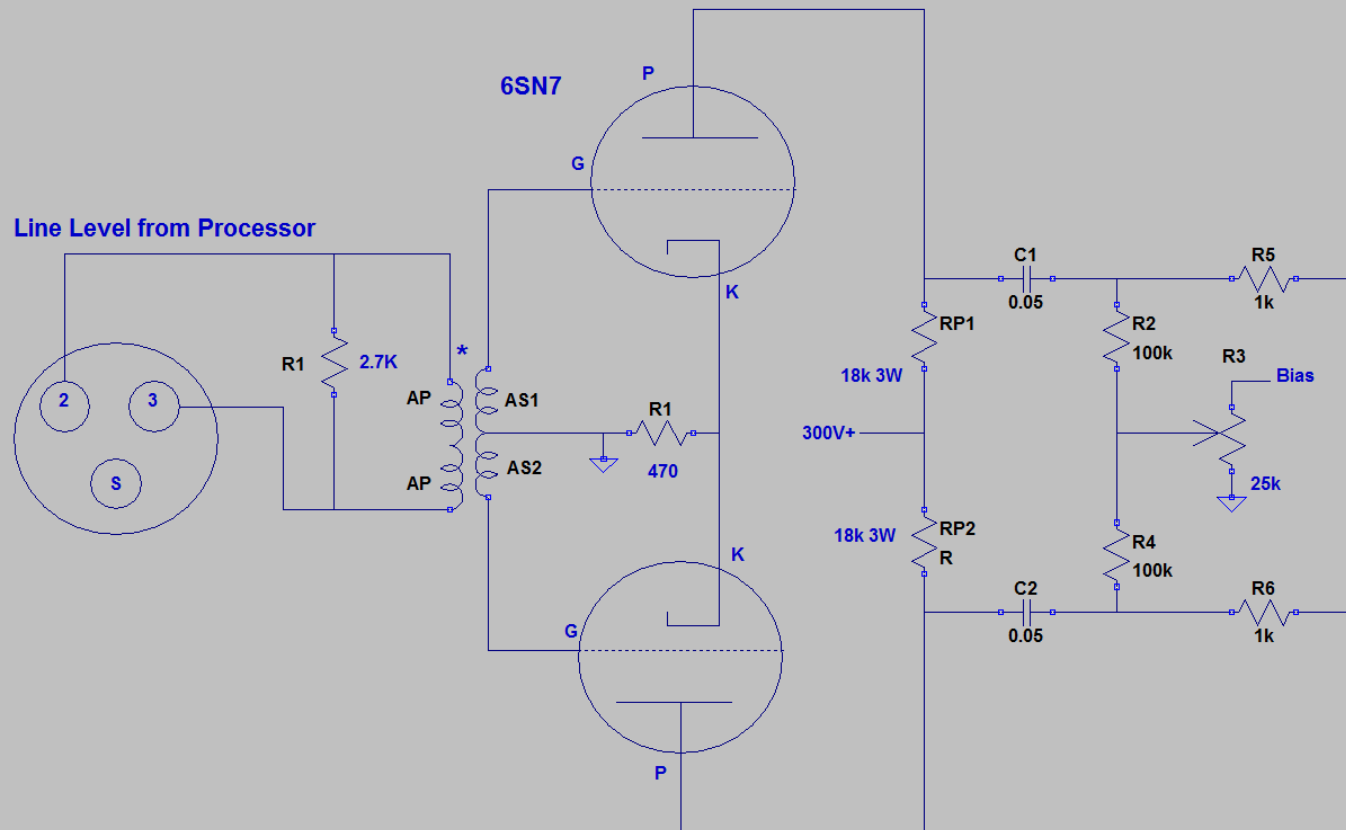 6SN7
P
G
K
Line Level from Processor
2
3
S
R1
2.7K
*
AP
AP
AS1
AS2
R1
470
K
G
P
RP1
18k 3W
300V+
18k 3W
RP2
R
C1
0.05
C2
0.05
R2
100k
R4
100k
R5
1k
R3
Bias
25k
R6
1k